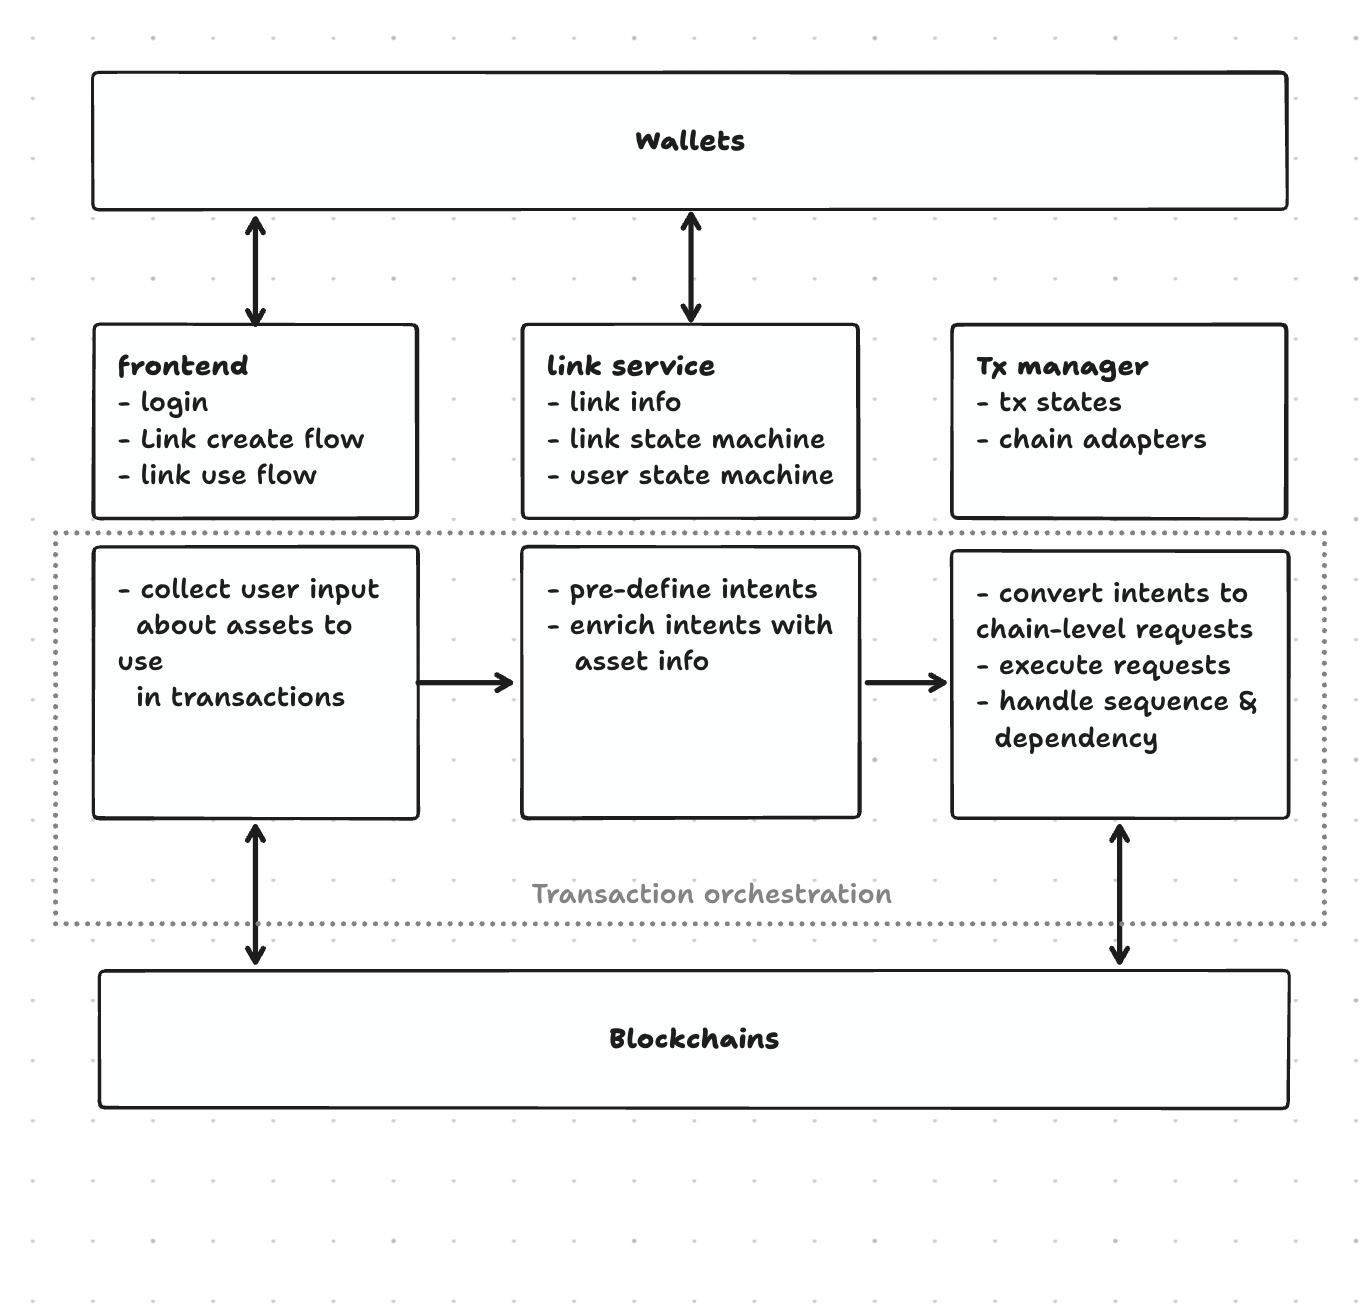 Wallets
frontend
- login
- Link create flow
- link use flow
link service
- link info
- link state machine
- user state machine
Tx manager
- tx states
- chain adapters
- collect user input
about assets to
use
in transactions
- pre-define intents
- enrich intents with
asset info
- convert intents to
chain-level requests
- execute requests
- handle sequence &
dependency
Transaction orchestration
Blockchains